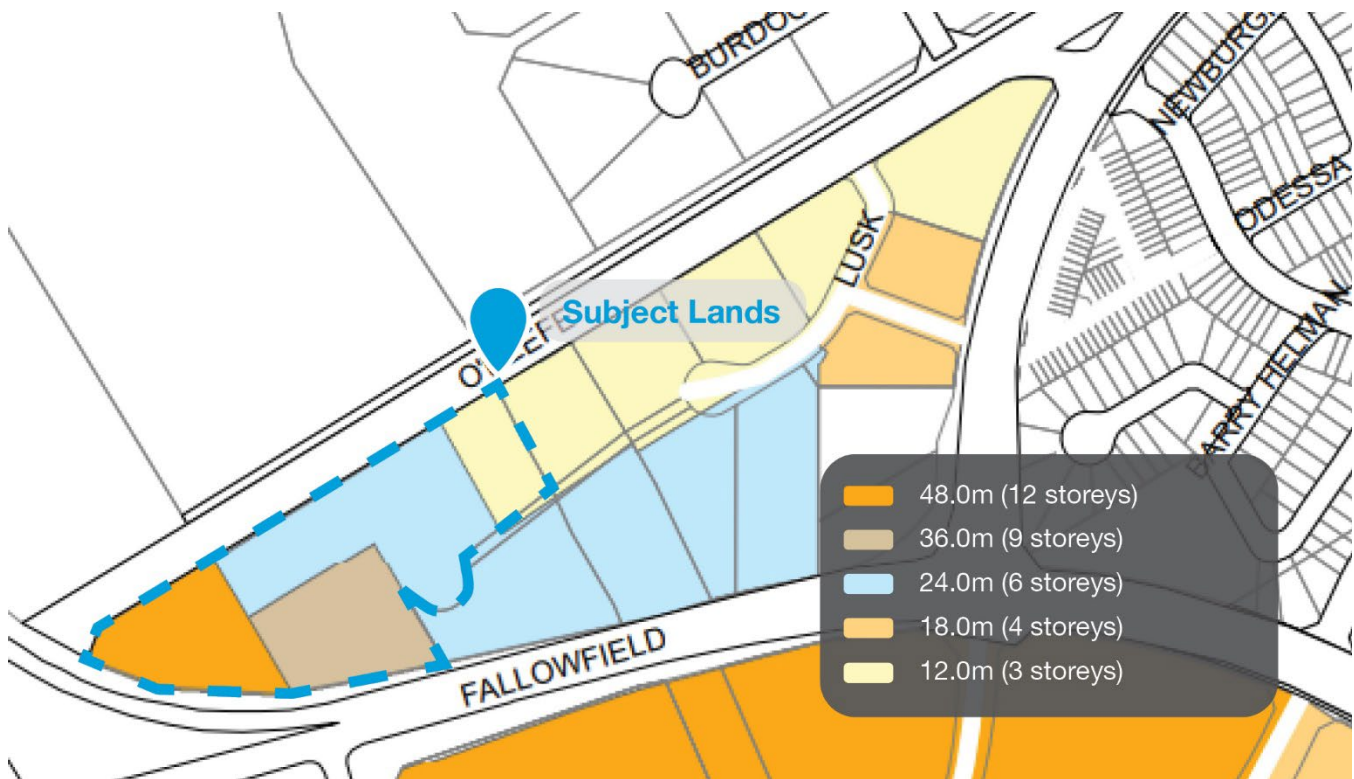 BURDOC
NEWBURG
ODESSA
LUSK
Subject Lands
BARRY HELMAN
FALLOWFIELD
48.0m (12 storeys)
36.0m (9 storeys)
24.0m (6 storeys)
18.0m (4 storeys)
12.0m (3 storeys)